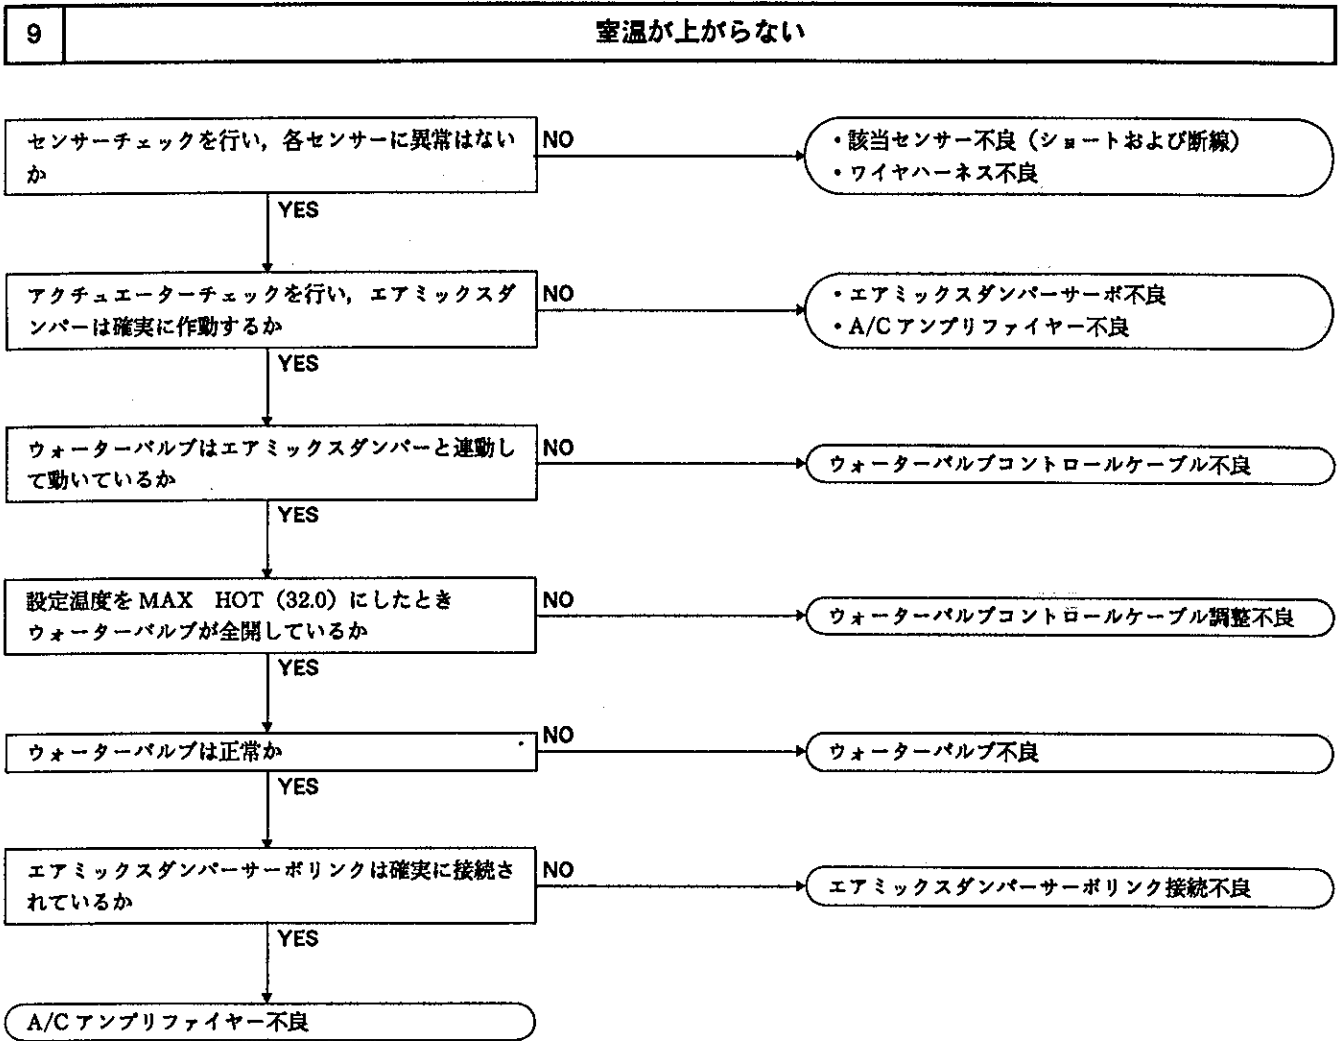 9
室温が上がらない
センサーチェックを行い，各センサーに異常はない
か
NO
・該当センサー不良（ショートおよび断線）
・ワイヤハーネス不良
YES
アクチュエーターチェックを行い，エアミックスダ
ンパーは確実に作動するか
NO
・エアミックスダンパーサーボ不良
・A/Cアンプリファイヤー不良
YES
ウォーターバルブはエアミックスダンパーと連動し
て動いているか
NO
ウォーターバルブコントロールケーブル不良
YES
設定温度をMAX　HOT（32.0）にしたとき
ウォーターバルブが全開しているか
NO
ウォーターバルブコントロールケーブル調整不良
YES
ウォーターバルブは正常か
NO
ウォーターバルブ不良
YES
エアミックスダンパーサーボリンクは確実に接続さ
れているか
NO
エアミックスダンパーサーボリンク接続不良
YES
A/Cアンプリファイヤー不良